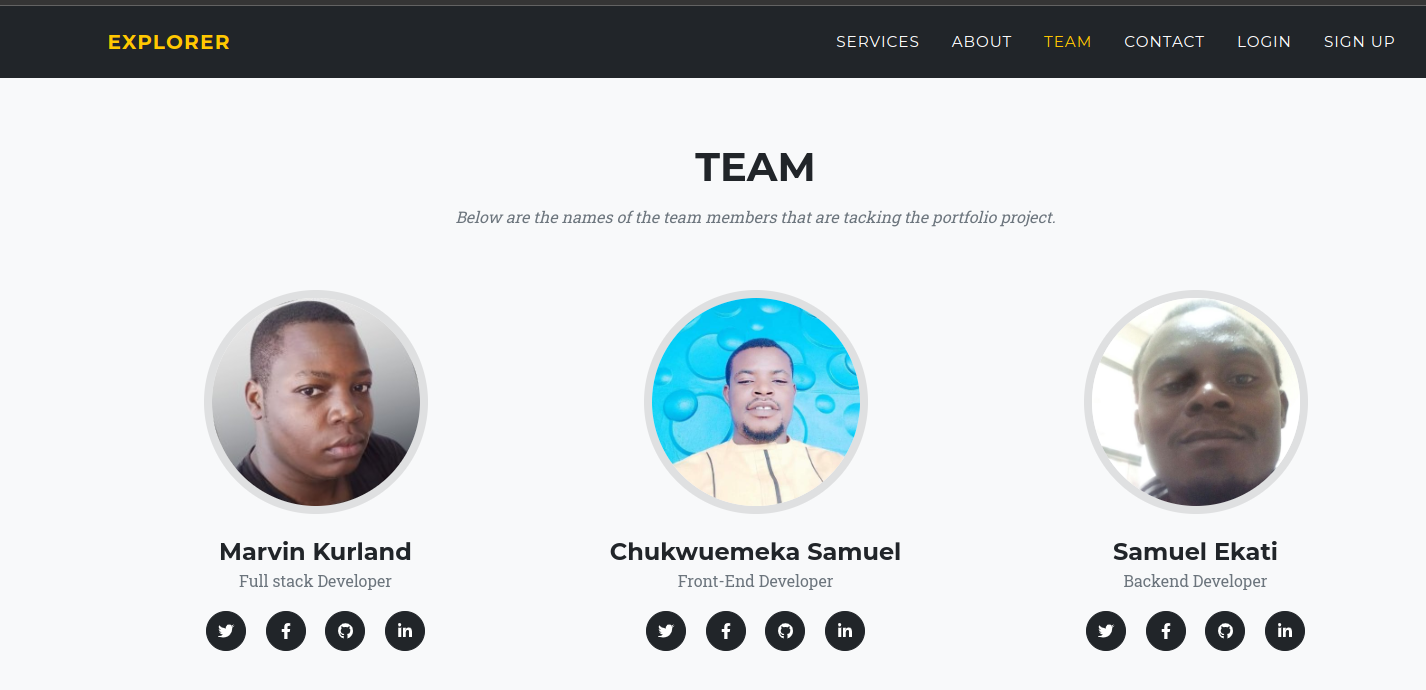 EXPLORER
SERVICES ABOUT TEAM CONTACT LOGIN SIGN UP
TEAM
Below are the names of the team members that are tacking the portfolio project.
Marvin Kurland
Full stack Developer
Chukwuemeka Samuel
Front-End Developer
Samuel Ekati
Backend Developer